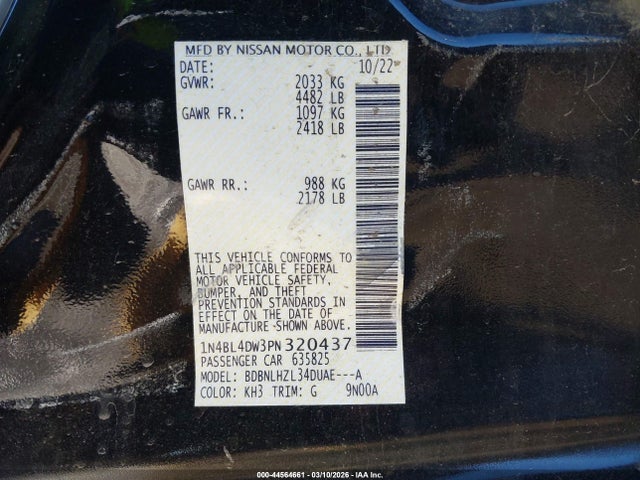 MFD BY NISSAN MOTOR CO., LTD
DATE: 10/22
GVWR: 2033 KG
4482 LB
GAWR FR.: 1097 KG
2418 LB
GAWR RR.: 988 KG
2178 LB
THIS VEHICLE CONFORMS TO
ALL APPLICABLE FEDERAL
MOTOR VEHICLE SAFETY,
BUMPER, AND THEFT
PREVENTION STANDARDS IN
EFFECT ON THE DATE OF
MANUFACTURE SHOWN ABOVE.
1N4BL4DW3PN320437
PASSENGER CAR 635825
MODEL: BDBNLHZL34DUAE---A
COLOR: KH3 TRIM: G 9N00A
000-44564661 - 03/10/2026 - IAA Inc.